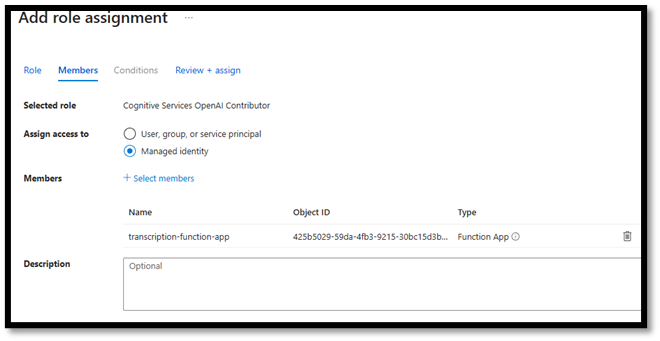 Add role assignment ...
Role Members Conditions Review + assign
Selected role Cognitive Services OpenAI Contributor
Assign access to User, group, or service principal
Managed identity
Members + Select members
Name Object ID Type
transcription-function-app 425b5029-59da-4fb3-9215-30bc15d3b... Function App
Description Optional